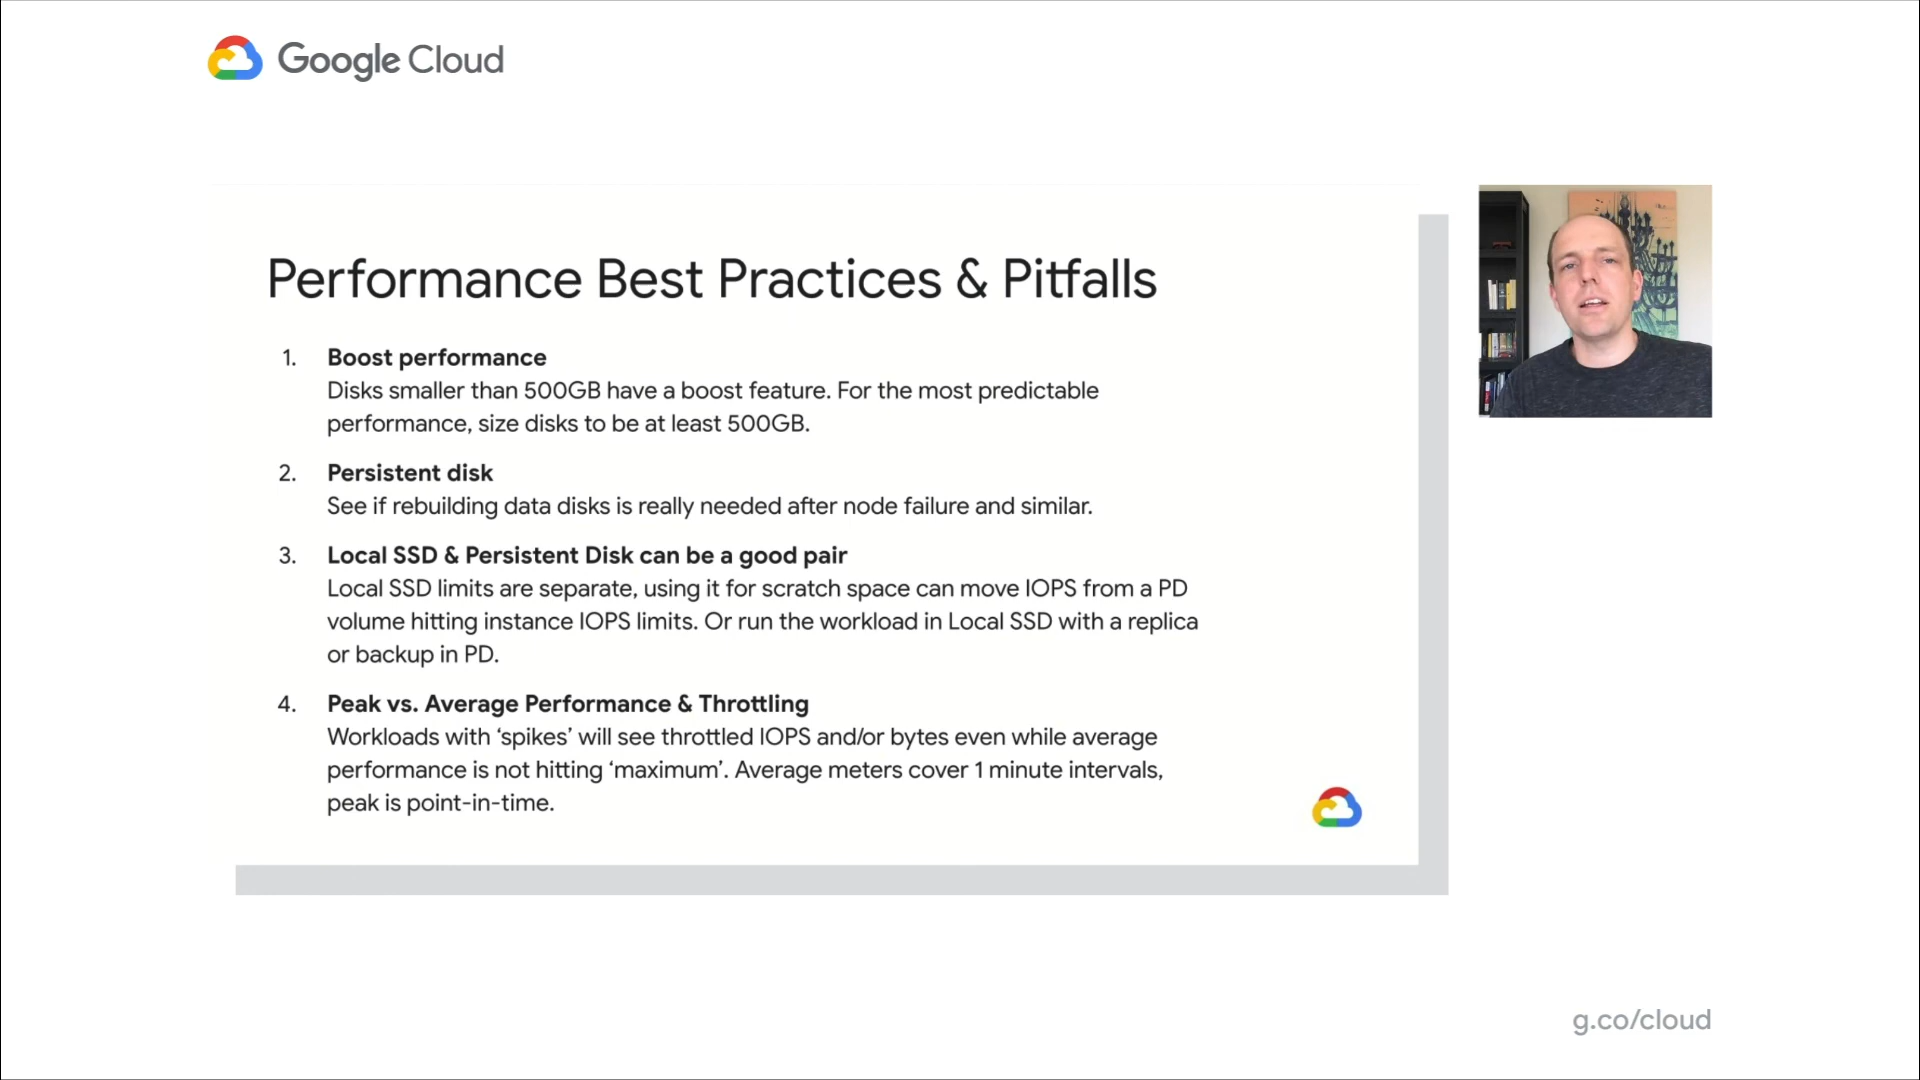 Google Cloud
Performance Best Practices & Pitfalls
1. Boost performance
Disks smaller than 500GB have a boost feature. For the most predictable
performance, size disks to be at least 500GB.
2. Persistent disk
See if rebuilding data disks is really needed after node failure and similar.
3. Local SSD & Persistent Disk can be a good pair
Local SSD limits are separate, using it for scratch space can move IOPS from a PD
volume hitting instance IOPS limits. Or run the workload in Local SSD with a replica
or backup in PD.
4. Peak vs. Average Performance & Throttling
Workloads with ‘spikes’ will see throttled IOPS and/or bytes even while average
performance is not hitting ‘maximum’. Average meters cover 1 minute intervals,
peak is point-in-time.
g.co/cloud